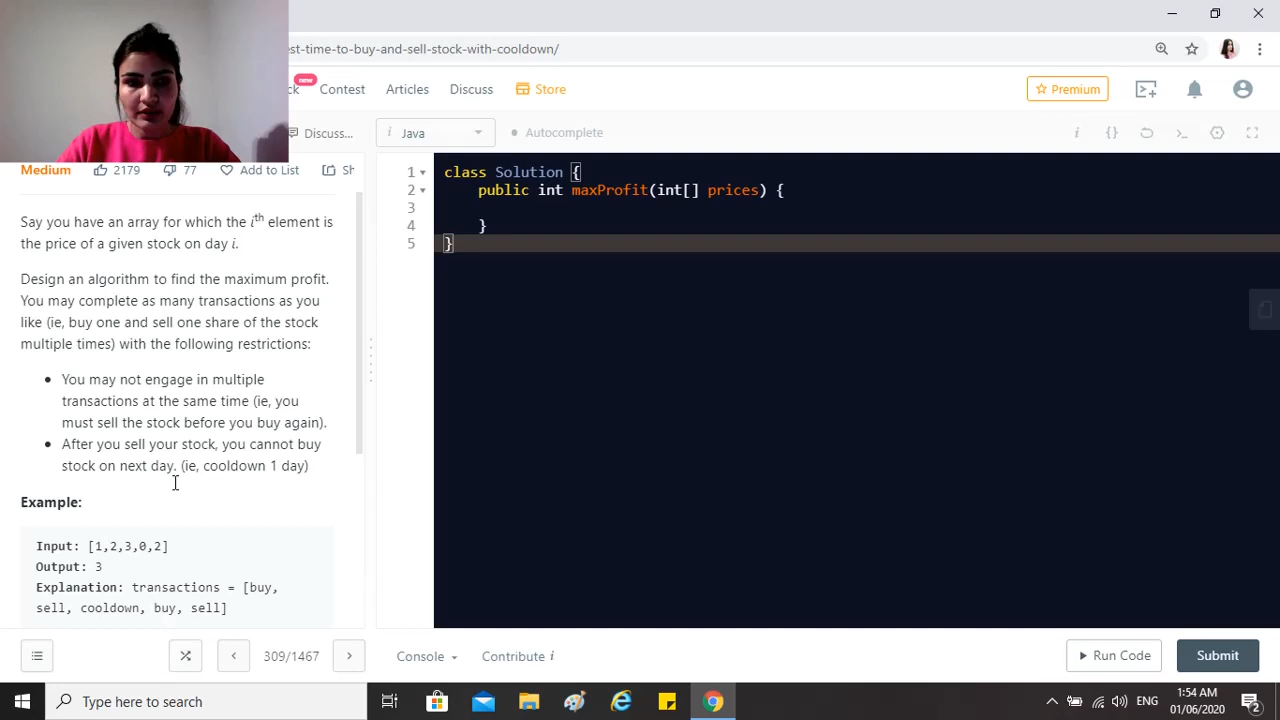 est-time-to-buy-and-sell-stock-with-cooldown/
new
Contest
Articles
Discuss
Store
Premium
Discuss...
i Java
Autocomplete
i {}
Medium
2179
77
Add to List
Sh
Say you have an array for which the ith element is
the price of a given stock on day i.
Design an algorithm to find the maximum profit.
You may complete as many transactions as you
like (ie, buy one and sell one share of the stock
multiple times) with the following restrictions:
• You may not engage in multiple
transactions at the same time (ie, you
must sell the stock before you buy again).
• After you sell your stock, you cannot buy
stock on next day. (ie, cooldown 1 day)
Example:
Input: [1,2,3,0,2]
Output: 3
Explanation: transactions = [buy,
sell, cooldown, buy, sell]
1 class Solution {
2 public int maxProfit(int[] prices) {
3
4 }
5 }
309/1467
Console
Contribute i
Run Code
Submit
Type here to search
ENG
1:54 AM
01/06/2020
2